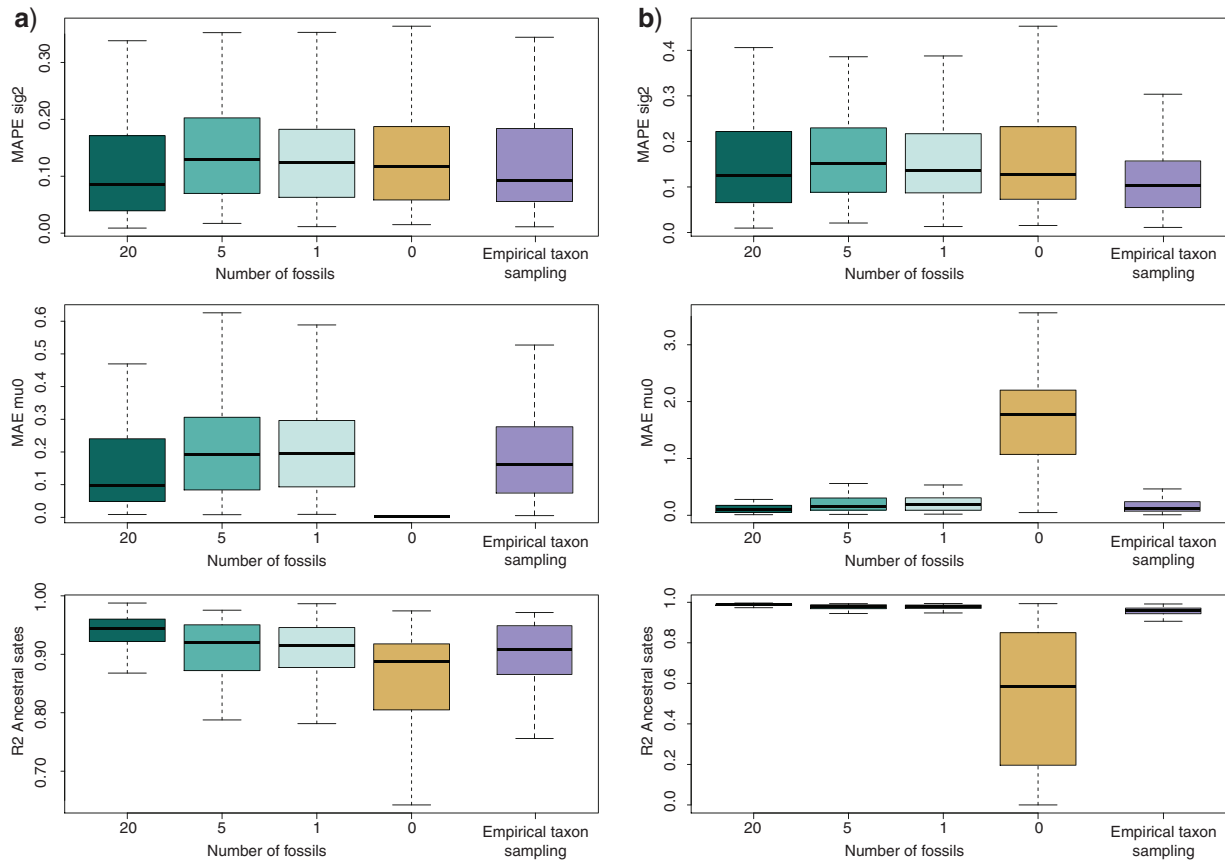 a)
MAPE sig2
0.30
0.20
0.10
0.00
20 5 1 0 Empirical taxon sampling
Number of fossils
MAE mu0
0.6
0.5
0.4
0.3
0.2
0.1
0.0
20 5 1 0 Empirical taxon sampling
Number of fossils
R2 Ancestral sates
1.00
0.90
0.80
0.70
20 5 1 0 Empirical taxon sampling
Number of fossils
b)
MAPE sig2
0.4
0.3
0.2
0.1
0.0
20 5 1 0 Empirical taxon sampling
Number of fossils
MAE mu0
3.0
2.0
1.0
0.0
20 5 1 0 Empirical taxon sampling
Number of fossils
R2 Ancestral sates
1.0
0.8
0.6
0.4
0.2
0.0
20 5 1 0 Empirical taxon sampling
Number of fossils